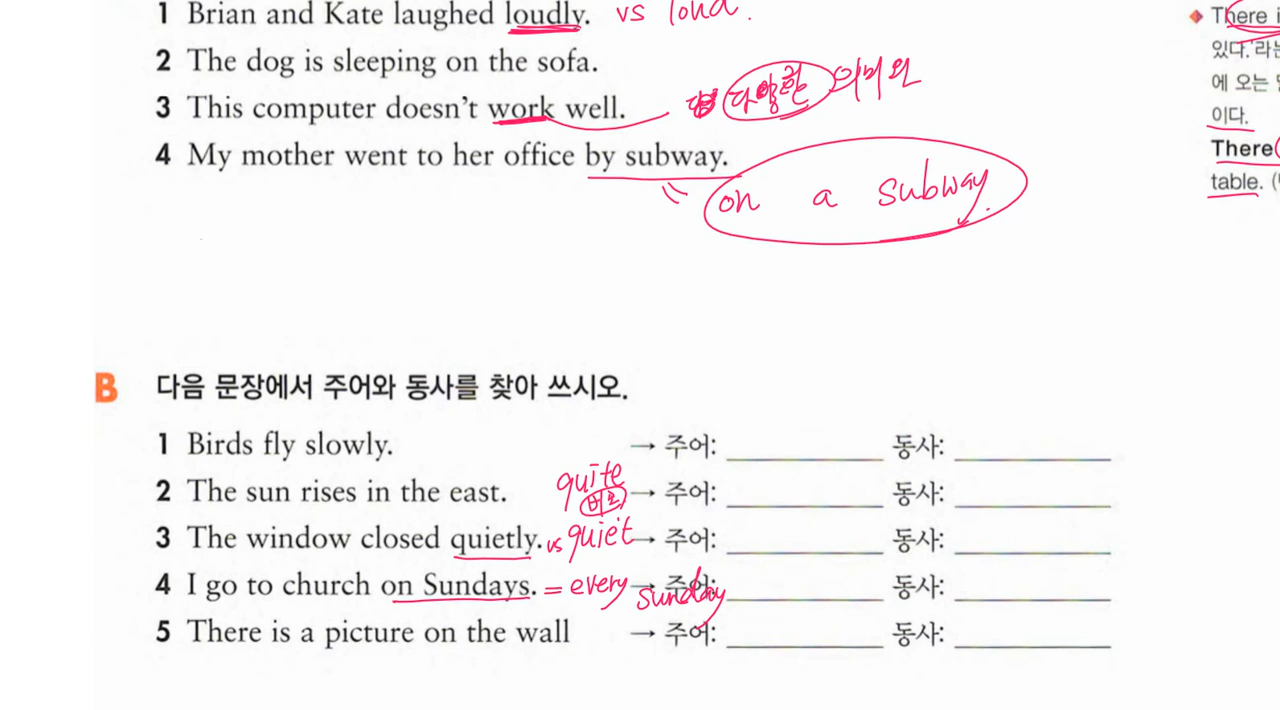 1 Brian and Kate laughed loudly. vs loud.
2 The dog is sleeping on the sofa.
3 This computer doesn't work well. 다양한 의미와
4 My mother went to her office by subway.
on a subway.
B 다음 문장에서 주어와 동사를 찾아 쓰시오.
1 Birds fly slowly. → 주어: 동사:
quite
2 The sun rises in the east. → 주어: 동사:
3 The window closed quietly. vs quiet → 주어: 동사:
4 I go to church on Sundays. = every Sunday → 주어: 동사:
5 There is a picture on the wall → 주어: 동사:
There i
있다.'라는
에 오는
이다.
There
table. (